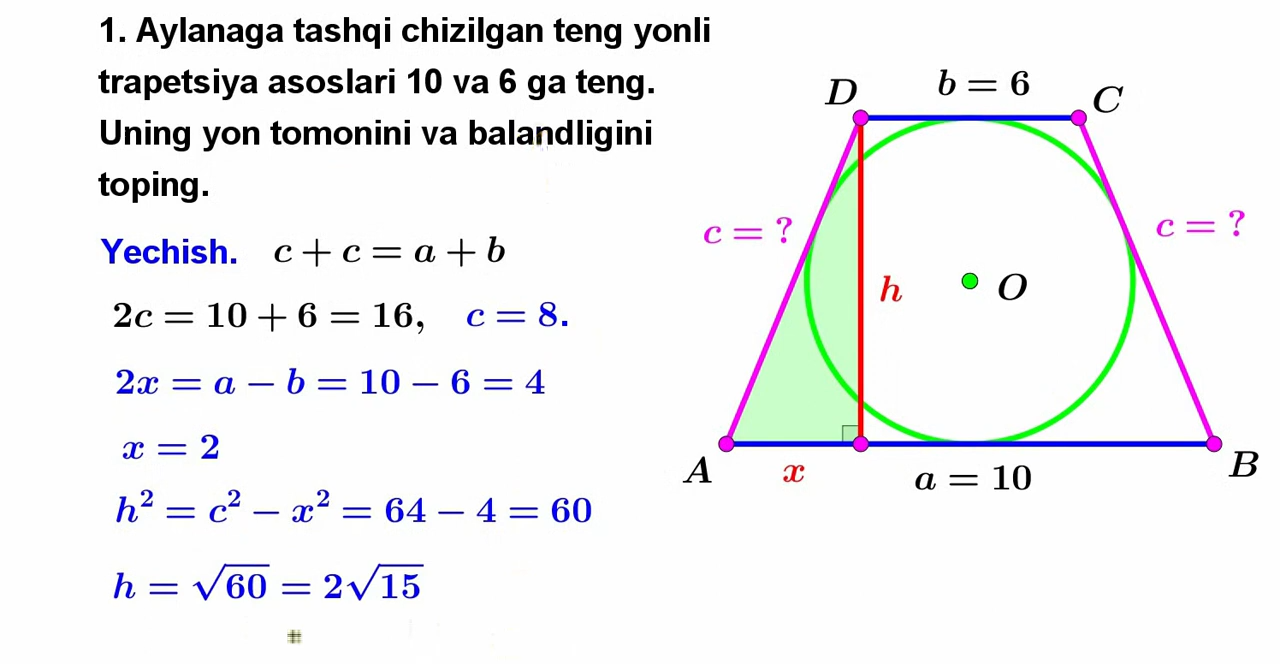 1. Aylanaga tashqi chizilgan teng yonli
trapetsiya asoslari 10 va 6 ga teng.
Uning yon tomonini va balandligini
toping.
Yechish. c + c = a + b
2c = 10 + 6 = 16, c = 8.
2x = a − b = 10 − 6 = 4
x = 2
h² = c² − x² = 64 − 4 = 60
h = √60 = 2√15
D
b = 6
C
c = ?
c = ?
h
O
A
x
a = 10
B